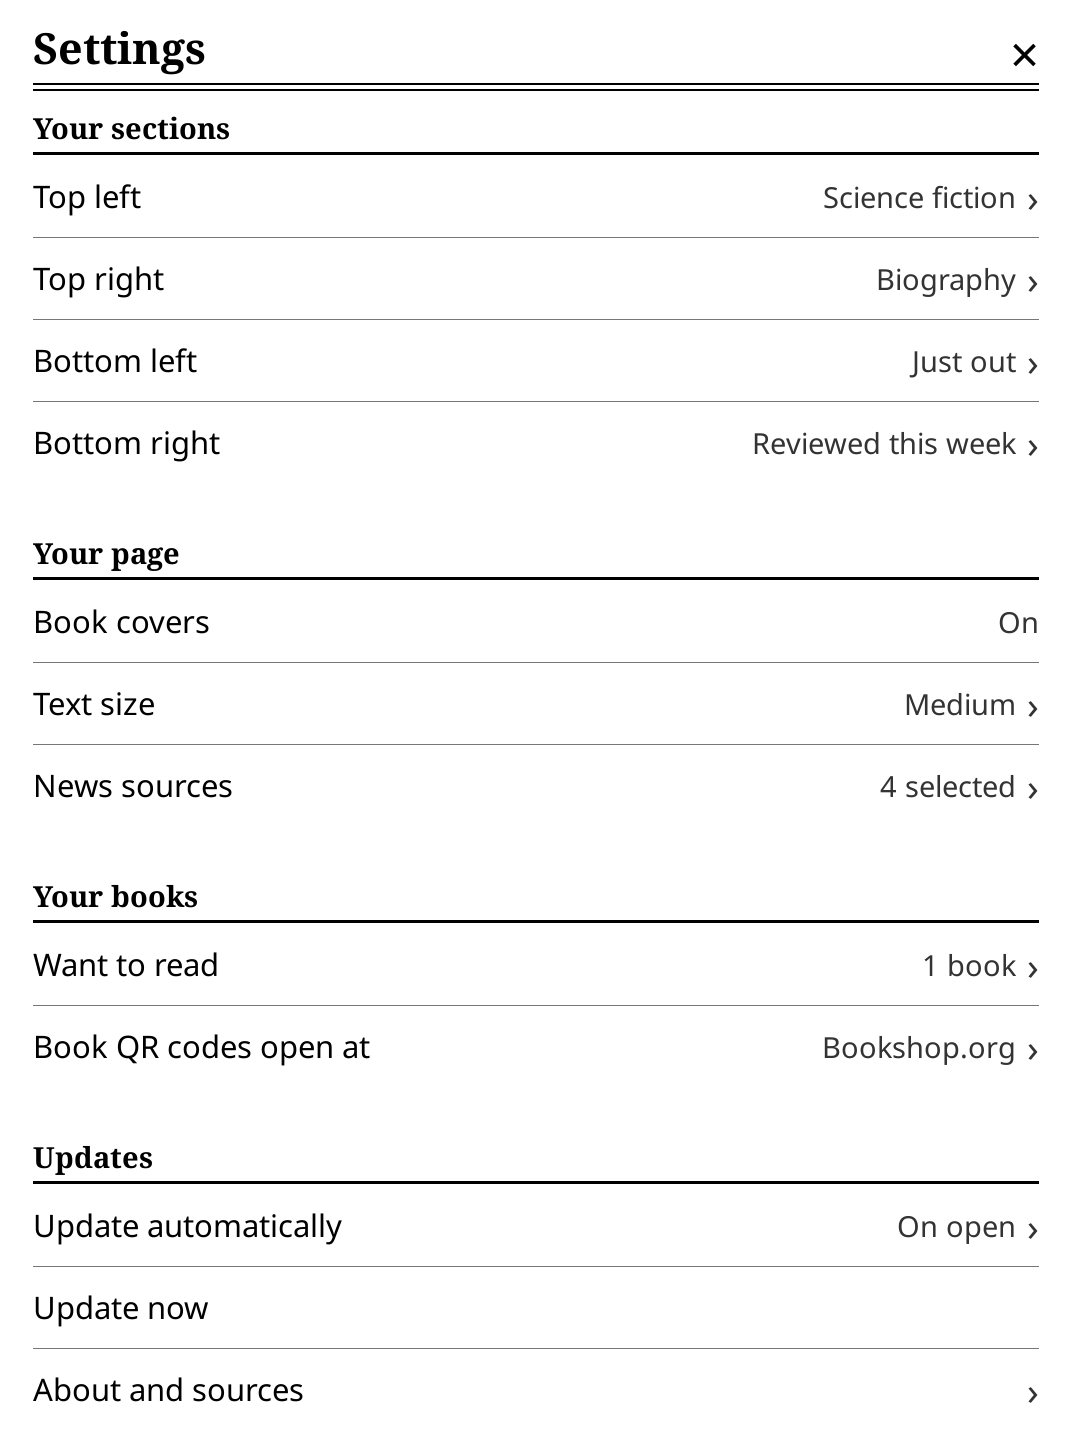 Settings ×
Your sections
Top left Science fiction ›
Top right Biography ›
Bottom left Just out ›
Bottom right Reviewed this week ›
Your page
Book covers On
Text size Medium ›
News sources 4 selected ›
Your books
Want to read 1 book ›
Book QR codes open at Bookshop.org ›
Updates
Update automatically On open ›
Update now
About and sources ›